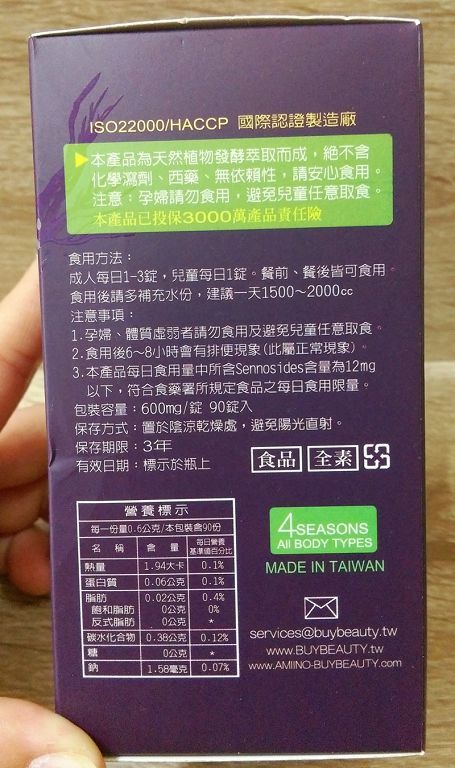 ISO22000/HACCP 國際認證製造廠
▶本產品為天然植物發酵萃取而成，絕不含
化學瀉劑、西藥、無依賴性，請安心食用。
注意：孕婦請勿食用，避免兒童任意取食。
本產品已投保3000萬產品責任險
食用方法：
成人每日1-3錠，兒童每日1錠。餐前、餐後皆可食用。
食用後請多補充水份，建議一天1500～2000cc
注意事項：
1.孕婦、體質虛弱者請勿食用及避免兒童任意取食。
2.食用後6～8小時會有排便現象(此屬正常現象)。
3.本產品每日食用量中所含Sennosides含量為12mg
以下，符合食藥署所規定食品之每日食用限量。
包裝容量：600mg/錠 90錠入
保存方式：置於陰涼乾燥處，避免陽光直射。
保存期限：3年
有效日期：標示於瓶上
食品 全素
營養標示
每一份量0.6公克/本包裝含90份
名 稱 含 量 每日營養基準值百分比
熱量 1.94大卡 0.1%
蛋白質 0.06公克 0.1%
脂肪 0.02公克 0.4%
飽和脂肪 0公克 0%
反式脂肪 0公克 *
碳水化合物 0.38公克 0.12%
糖 0公克 *
鈉 1.58毫克 0.07%
4SEASONS
All BODY TYPES
MADE IN TAIWAN
services@buybeauty.tw
www.BUYBEAUTY.tw
www.AMIINO-BUYBEAUTY.com